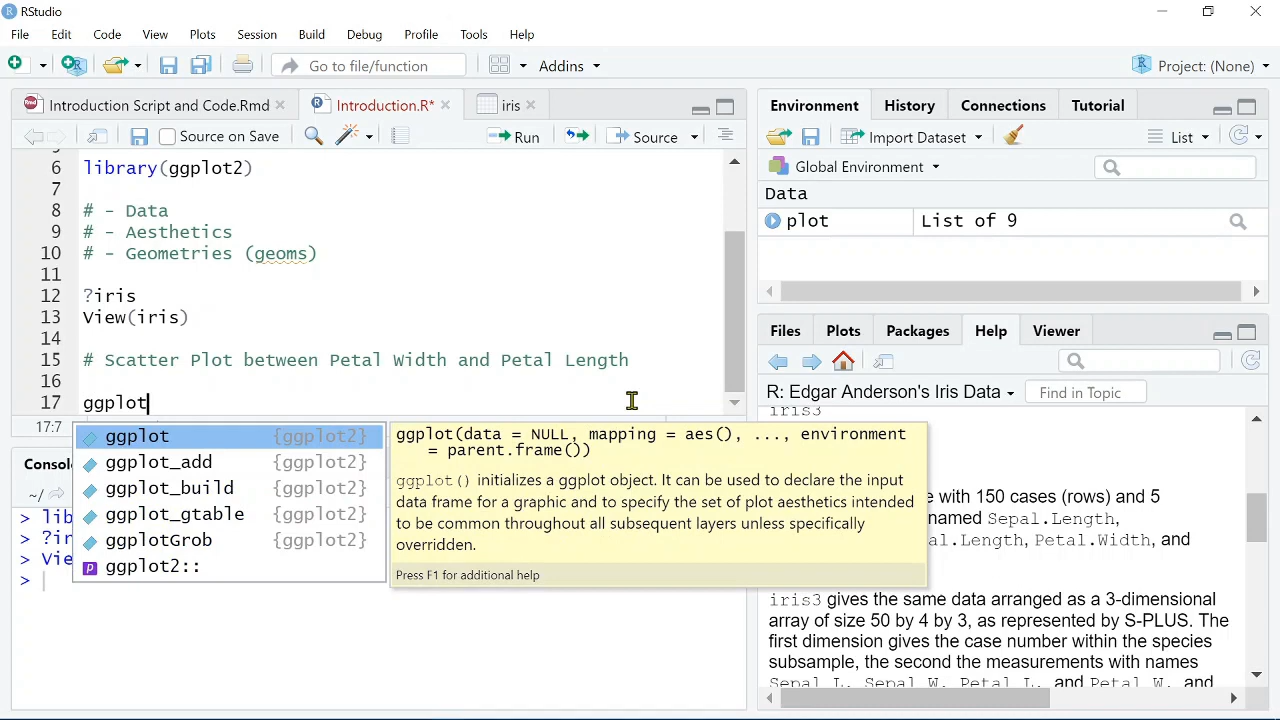 RStudio
File Edit Code View Plots Session Build Debug Profile Tools Help
Go to file/function Addins Project: (None)
Introduction Script and Code.Rmd Introduction.R* iris
Source on Save Run Source
6 library(ggplot2)
7
8 # - Data
9 # - Aesthetics
10 # - Geometries (geoms)
11
12 ?iris
13 View(iris)
14
15 # Scatter Plot between Petal Width and Petal Length
16
17 ggplot
17:7
ggplot {ggplot2}
ggplot_add {ggplot2}
ggplot_build {ggplot2}
ggplot_gtable {ggplot2}
ggplotGrob {ggplot2}
ggplot2::
ggplot(data = NULL, mapping = aes(), ..., environment
= parent.frame())
ggplot() initializes a ggplot object. It can be used to declare the input
data frame for a graphic and to specify the set of plot aesthetics intended
to be common throughout all subsequent layers unless specifically
overridden.
Press F1 for additional help
Consol
~/
> lib
> ?ir
> Vie
>
Environment History Connections Tutorial
Import Dataset List
Global Environment
Data
plot List of 9
Files Plots Packages Help Viewer
R: Edgar Anderson's Iris Data Find in Topic
iris3
e with 150 cases (rows) and 5
named Sepal.Length,
al.Length, Petal.Width, and
iris3 gives the same data arranged as a 3-dimensional
array of size 50 by 4 by 3, as represented by S-PLUS. The
first dimension gives the case number within the species
subsample, the second the measurements with names
Sepal L. Sepal W. Petal L. and Petal W. and